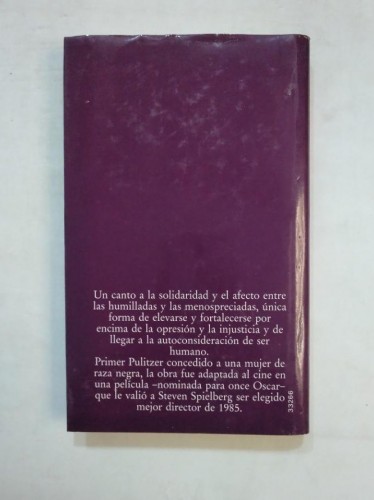 Un canto a la solidaridad y el afecto entre
las humilladas y las menospreciadas, única
forma de elevarse y fortalecerse por
encima de la opresión y la injusticia y de
llegar a la autoconsideración de ser
humano.
Primer Pulitzer concedido a una mujer de
raza negra, la obra fue adaptada al cine en
una película –nominada para once Oscar–
que le valió a Steven Spielberg ser elegido
mejor director de 1985.
33266